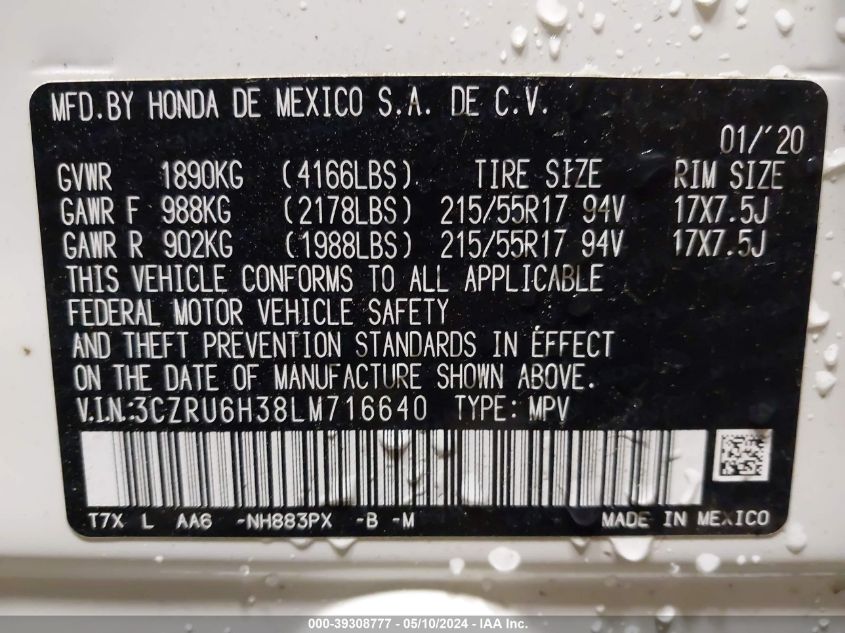 MFD.BY HONDA DE MEXICO S.A. DE C.V.
01/'20
GVWR 1890KG (4166LBS) TIRE SIZE RIM SIZE
GAWR F 988KG (2178LBS) 215/55R17 94V 17X7.5J
GAWR R 902KG (1988LBS) 215/55R17 94V 17X7.5J
THIS VEHICLE CONFORMS TO ALL APPLICABLE
FEDERAL MOTOR VEHICLE SAFETY
AND THEFT PREVENTION STANDARDS IN EFFECT
ON THE DATE OF MANUFACTURE SHOWN ABOVE.
V.I.N.:3CZRU6H38LM716640 TYPE: MPV
T7X L AA6 -NH883PX -B -M MADE IN MEXICO
000-39308777 - 05/10/2024 - IAA Inc.